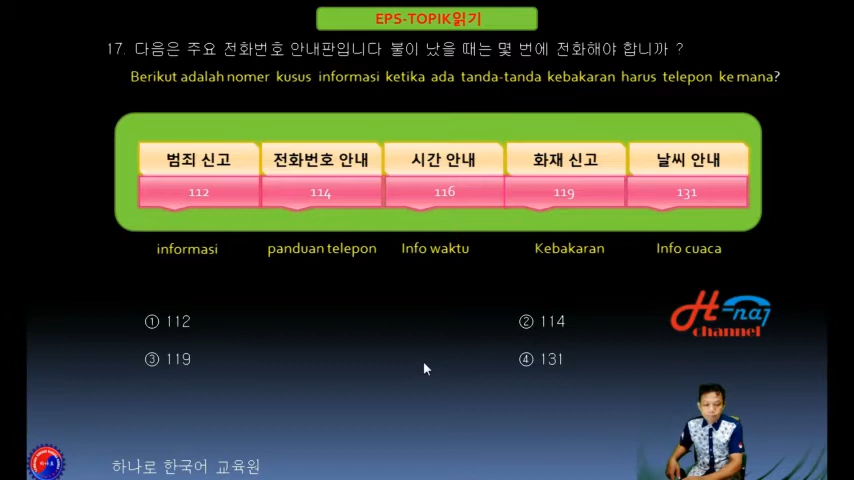 EPS-TOPIK읽기
17. 다음은 주요 전화번호 안내판입니다 불이 났을 때는 몇 번에 전화해야 합니까 ?
Berikut adalah nomer kusus informasi ketika ada tanda-tanda kebakaran harus telepon ke mana?
범죄 신고 전화번호 안내 시간 안내 화재 신고 날씨 안내
112 114 116 119 131
informasi panduan telepon Info waktu Kebakaran Info cuaca
① 112 ② 114
③ 119 ④ 131
H-naj
channel
하나로 한국어 교육원